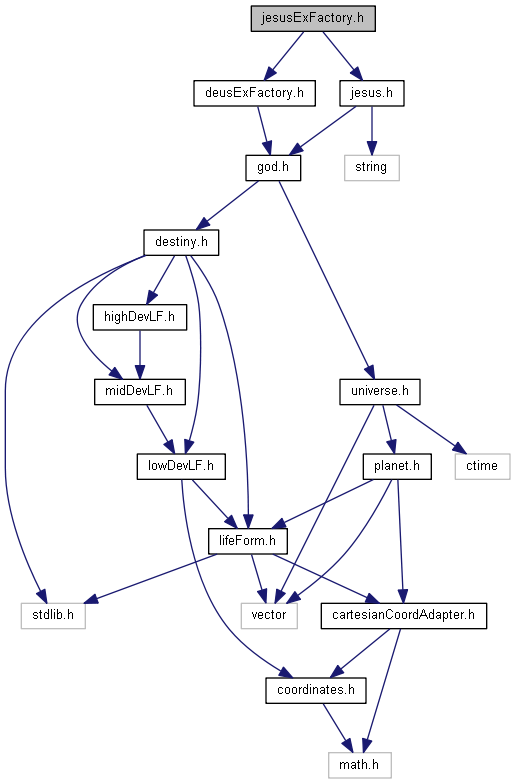 jesusExFactory.h
deusExFactory.h
jesus.h
god.h
string
destiny.h
highDevLF.h
midDevLF.h
universe.h
lowDevLF.h
planet.h
ctime
lifeForm.h
stdlib.h
vector
cartesianCoordAdapter.h
coordinates.h
math.h